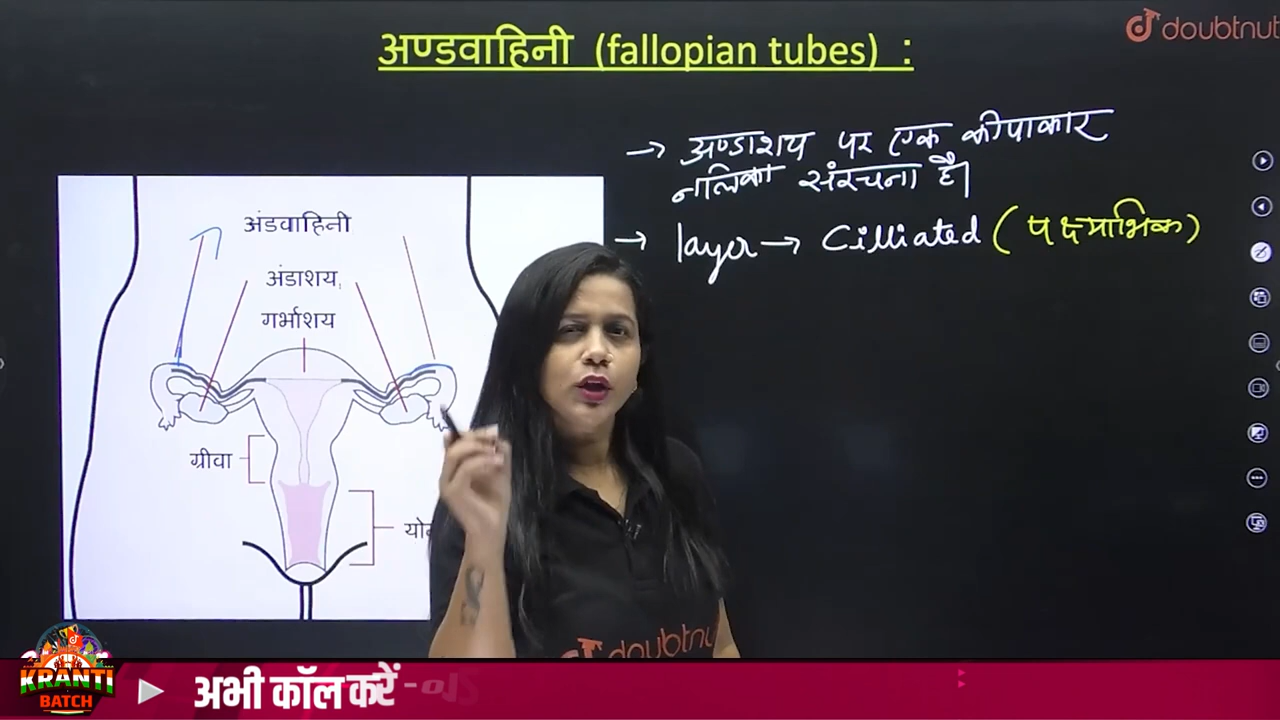 doubtnut
अण्डवाहिनी (fallopian tubes) :
→ अण्डाशय पर एक कीपाकार
नलिका संरचना है।
→ layer → Cilliated ( पक्ष्माभिक )
अंडवाहिनी
अंडाशय
गर्भाशय
ग्रीवा
doubtnu
KRANTI
BATCH
अभी कॉल करें